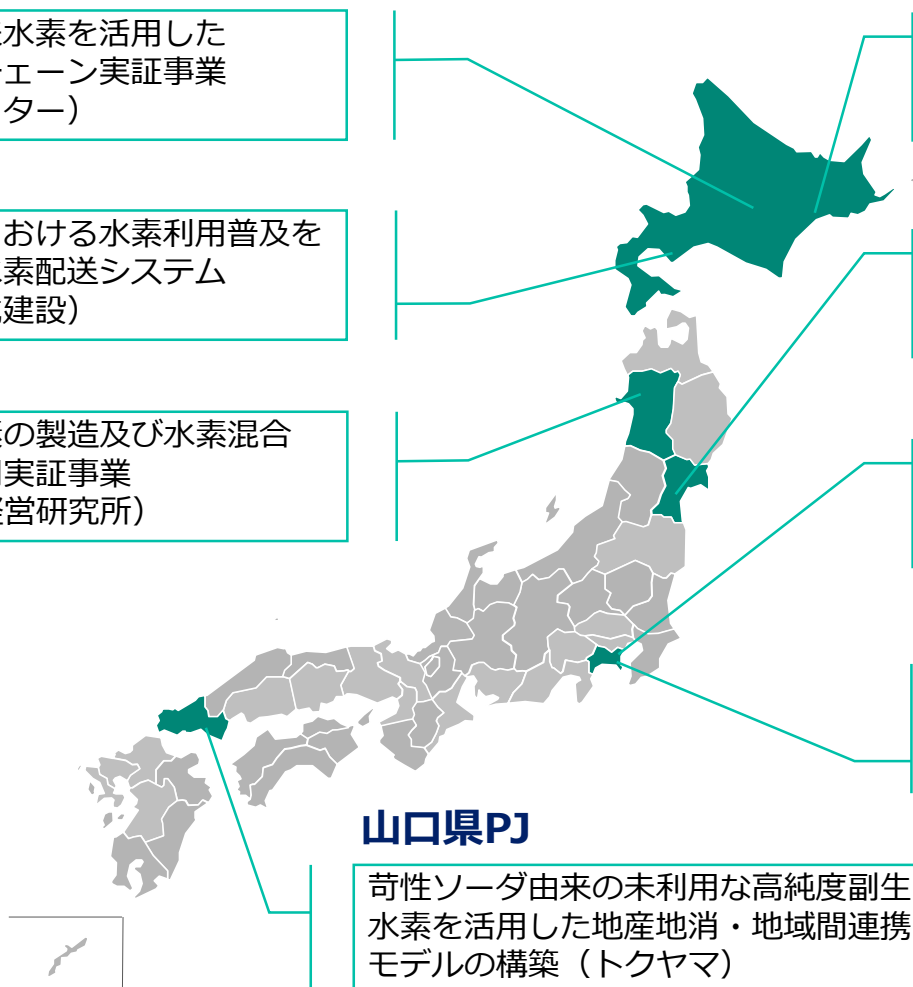 水素を活用した
ェーン実証事業
ター）
おける水素利用普及を
素配送システム
建設）
の製造及び水素混合
実証事業
営研究所）
山口県PJ
苛性ソーダ由来の未利用な高純度副生
水素を活用した地産地消・地域間連携
モデルの構築（トクヤマ）